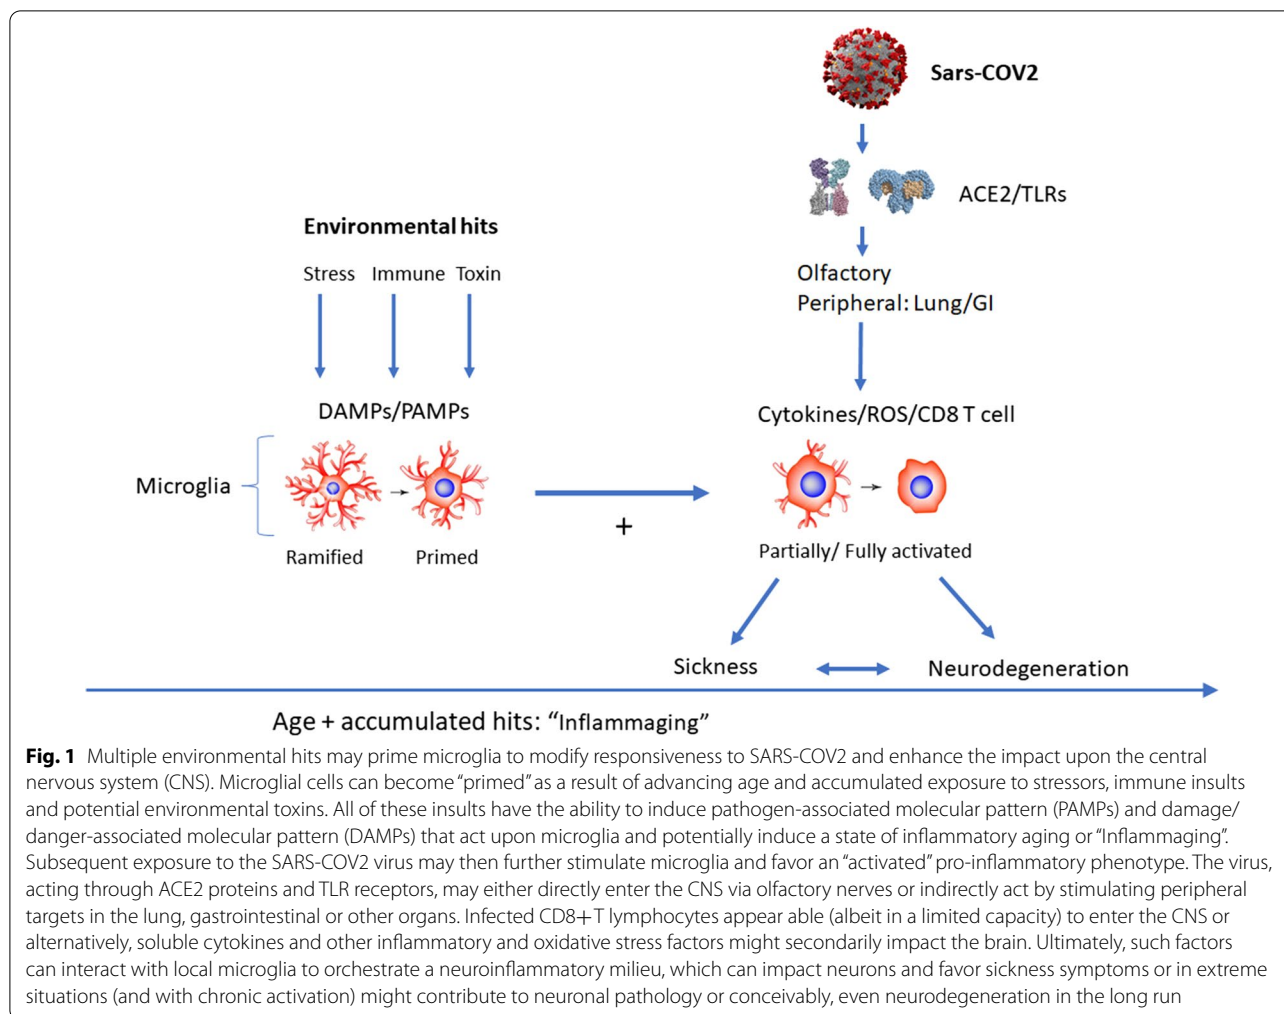 Sars-COV2
ACE2/TLRs
Olfactory
Peripheral: Lung/GI
Environmental hits
Stress Immune Toxin
DAMPs/PAMPs
Cytokines/ROS/CD8 T cell
Microglia
+
Ramified Primed
Partially/ Fully activated
Sickness
Neurodegeneration
Age + accumulated hits: “Inflammaging”
Fig. 1 Multiple environmental hits may prime microglia to modify responsiveness to SARS-COV2 and enhance the impact upon the central
nervous system (CNS). Microglial cells can become “primed” as a result of advancing age and accumulated exposure to stressors, immune insults
and potential environmental toxins. All of these insults have the ability to induce pathogen-associated molecular pattern (PAMPs) and damage/
danger-associated molecular pattern (DAMPs) that act upon microglia and potentially induce a state of inflammatory aging or “Inflammaging”.
Subsequent exposure to the SARS-COV2 virus may then further stimulate microglia and favor an “activated” pro-inflammatory phenotype. The virus,
acting through ACE2 proteins and TLR receptors, may either directly enter the CNS via olfactory nerves or indirectly act by stimulating peripheral
targets in the lung, gastrointestinal or other organs. Infected CD8+T lymphocytes appear able (albeit in a limited capacity) to enter the CNS or
alternatively, soluble cytokines and other inflammatory and oxidative stress factors might secondarily impact the brain. Ultimately, such factors
can interact with local microglia to orchestrate a neuroinflammatory milieu, which can impact neurons and favor sickness symptoms or in extreme
situations (and with chronic activation) might contribute to neuronal pathology or conceivably, even neurodegeneration in the long run